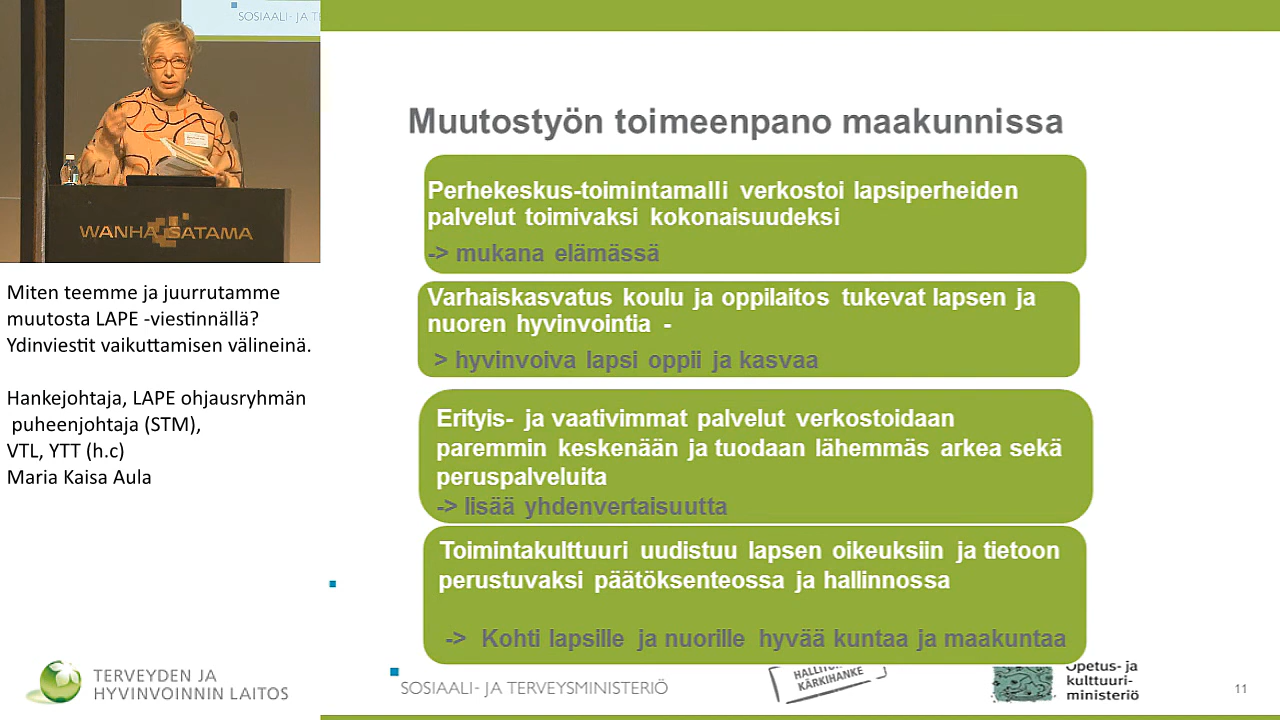 SOSIAALI- JA TE
WANHA SATAMA
Miten teemme ja juurrutamme
muutosta LAPE -viestinnällä?
Ydinviestit vaikuttamisen välineinä.
Hankejohtaja, LAPE ohjausryhmän
puheenjohtaja (STM),
VTL, YTT (h.c)
Maria Kaisa Aula
TERVEYDEN JA
HYVINVOINNIN LAITOS
Muutostyön toimeenpano maakunnissa
Perhekeskus-toimintamalli verkostoi lapsiperheiden
palvelut toimivaksi kokonaisuudeksi
-> mukana elämässä
Varhaiskasvatus koulu ja oppilaitos tukevat lapsen ja
nuoren hyvinvointia -
> hyvinvoiva lapsi oppii ja kasvaa
Erityis- ja vaativimmat palvelut verkostoidaan
paremmin keskenään ja tuodaan lähemmäs arkea sekä
peruspalveluita
-> lisää yhdenvertaisuutta
Toimintakulttuuri uudistuu lapsen oikeuksiin ja tietoon
perustuvaksi päätöksenteossa ja hallinnossa
-> Kohti lapsille ja nuorille hyvää kuntaa ja maakuntaa
SOSIAALI- JA TERVEYSMINISTERIÖ
KÄRKIHANKE
Opetus- ja
kulttuuri-
ministeriö
11